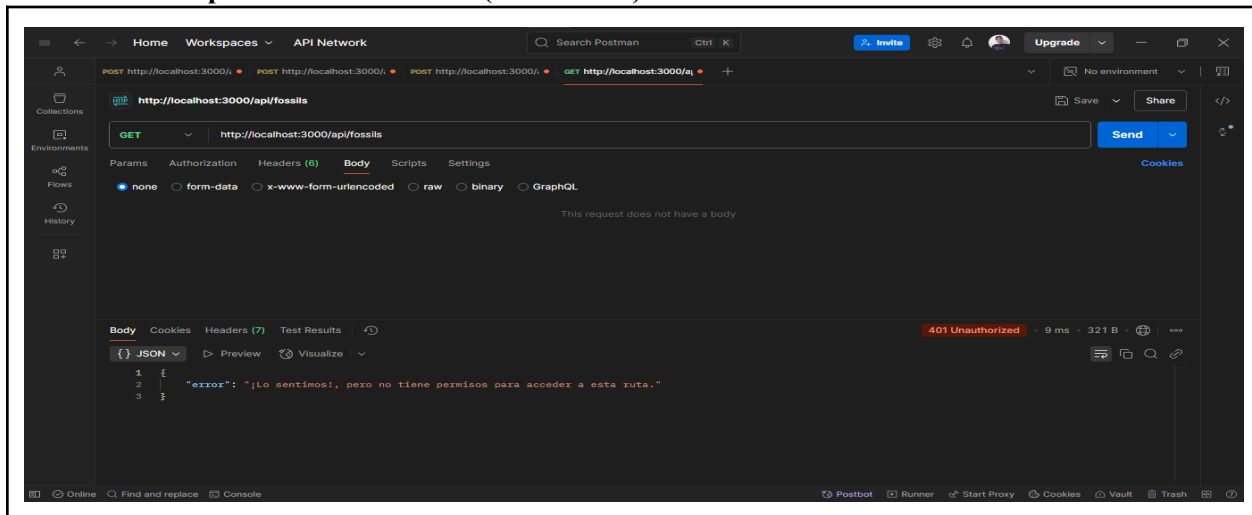 Home Workspaces API Network Search Postman Ctrl K Invite Upgrade
POST http://localhost:3000/ POST http://localhost:3000/ POST http://localhost:3000/ GET http://localhost:3000/a No environment
HTTP http://localhost:3000/api/fossils Save Share
Collections
GET http://localhost:3000/api/fossils Send
Environments
Params Authorization Headers (6) Body Scripts Settings Cookies
Flows
none form-data x-www-form-urlencoded raw binary GraphQL
History
This request does not have a body
Body Cookies Headers (7) Test Results 401 Unauthorized 9 ms 321 B
{} JSON Preview Visualize
1 {
2 "error": "¡Lo sentimos!, pero no tiene permisos para acceder a esta ruta."
3 }
Online Find and replace Console Postbot Runner Start Proxy Cookies Vault Trash